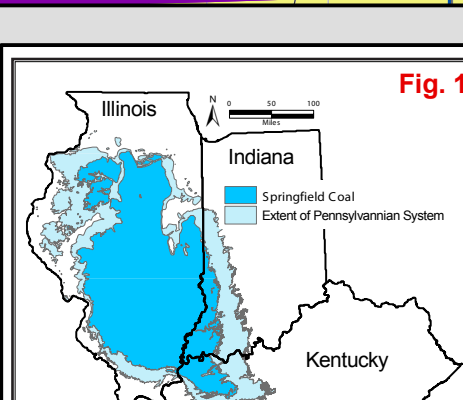 Fig. 1
Illinois
N
0 50 100
Miles
Indiana
Springfield Coal
Extent of Pennsylvannian System
Kentucky